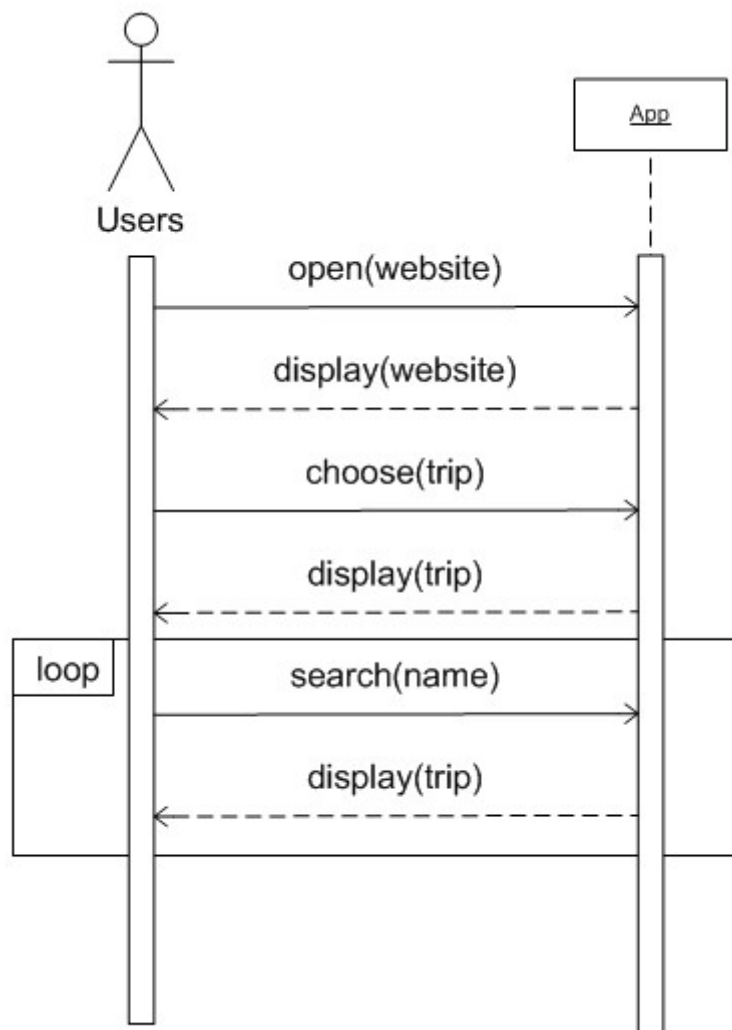 App
Users
open(website)
display(website)
choose(trip)
display(trip)
loop
search(name)
display(trip)